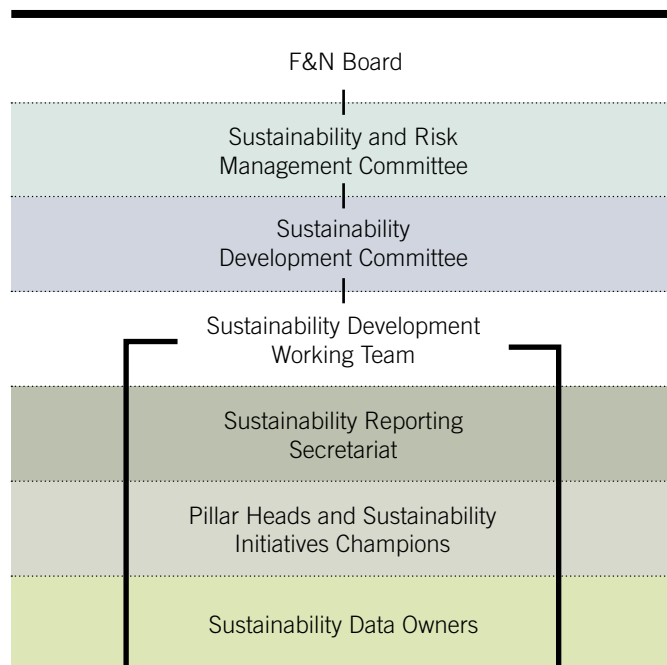 F&N Board
Sustainability and Risk
Management Committee
Sustainability
Development Committee
Sustainability Development
Working Team
Sustainability Reporting
Secretariat
Pillar Heads and Sustainability
Initiatives Champions
Sustainability Data Owners